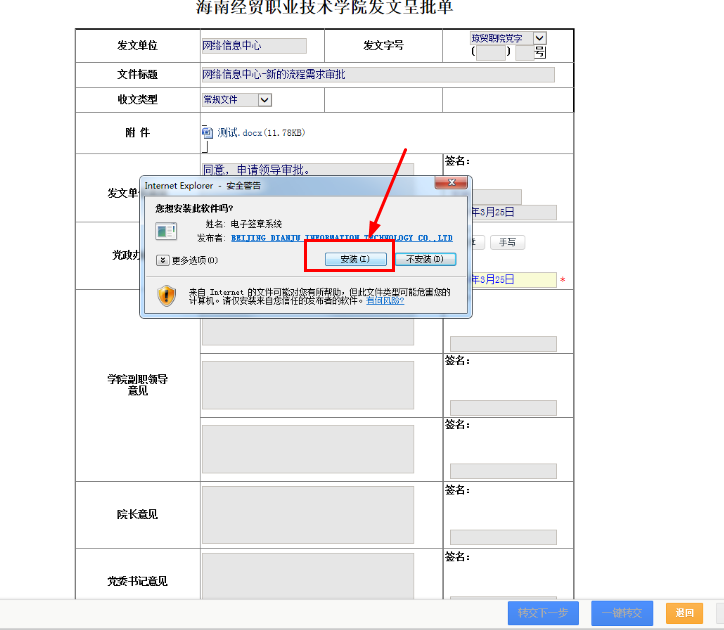 海南经贸职业技术学院发文呈批单
发文单位 网络信息中心 发文字号 琼贸职院党字
( ) 号
文件标题 网络信息中心-新的流程需求审批
收文类型 常规文件
附 件 测试.docx(11.78KB)
签名：
同意，申请领导审批。
发文单
年3月25日
Internet Explorer - 安全警告
您想安装此软件吗?
姓名: 电子签章系统
发布者: BEIJING DIANJU INFORMATION TECHNOLOGY CO.,LTD
党政办
手写
更多选项(O) 安装(I) 不安装(D)
年3月25日 *
来自 Internet 的文件可能对您有所帮助，但此文件类型可能危害您的
计算机。请仅安装来自您信任的发布者的软件。有何风险?
签名：
学院副职领导
意见
签名：
签名：
院长意见
签名：
党委书记意见
转交下一步 一键转交 退回